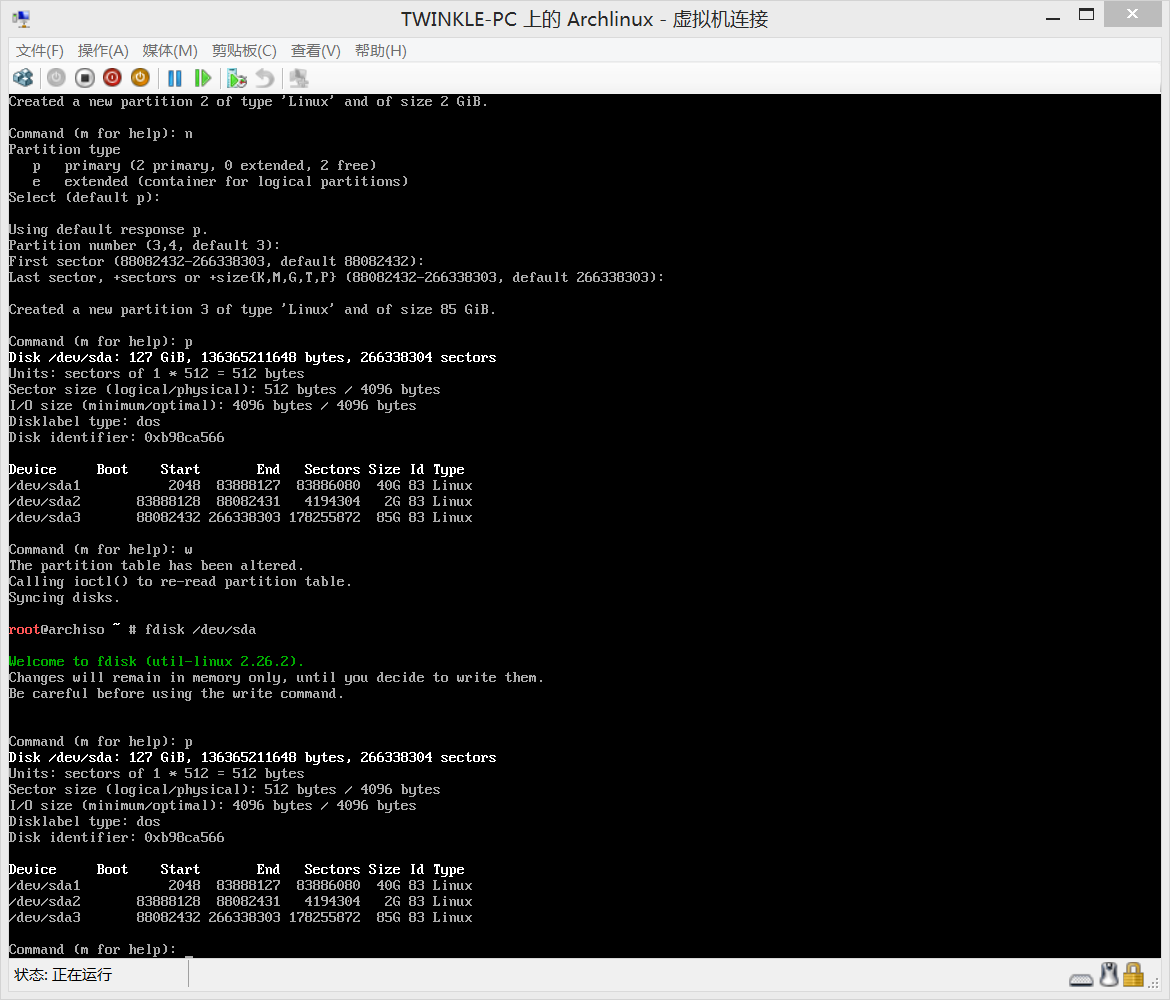 TWINKLE-PC 上的 Archlinux - 虚拟机连接
文件(F) 操作(A) 媒体(M) 剪贴板(C) 查看(V) 帮助(H)
Created a new partition 2 of type 'Linux' and of size 2 GiB.
Command (m for help): n
Partition type
p primary (2 primary, 0 extended, 2 free)
e extended (container for logical partitions)
Select (default p):
Using default response p.
Partition number (3,4, default 3):
First sector (88082432-266338303, default 88082432):
Last sector, +sectors or +size{K,M,G,T,P} (88082432-266338303, default 266338303):
Created a new partition 3 of type 'Linux' and of size 85 GiB.
Command (m for help): p
Disk /dev/sda: 127 GiB, 136365211648 bytes, 266338304 sectors
Units: sectors of 1 * 512 = 512 bytes
Sector size (logical/physical): 512 bytes / 4096 bytes
I/O size (minimum/optimal): 4096 bytes / 4096 bytes
Disklabel type: dos
Disk identifier: 0xb98ca566
Device Boot Start End Sectors Size Id Type
/dev/sda1 2048 83888127 83886080 40G 83 Linux
/dev/sda2 83888128 88082431 4194304 2G 83 Linux
/dev/sda3 88082432 266338303 178255872 85G 83 Linux
Command (m for help): w
The partition table has been altered.
Calling ioctl() to re-read partition table.
Syncing disks.
root@archiso ~ # fdisk /dev/sda
Welcome to fdisk (util-linux 2.26.2).
Changes will remain in memory only, until you decide to write them.
Be careful before using the write command.
Command (m for help): p
Disk /dev/sda: 127 GiB, 136365211648 bytes, 266338304 sectors
Units: sectors of 1 * 512 = 512 bytes
Sector size (logical/physical): 512 bytes / 4096 bytes
I/O size (minimum/optimal): 4096 bytes / 4096 bytes
Disklabel type: dos
Disk identifier: 0xb98ca566
Device Boot Start End Sectors Size Id Type
/dev/sda1 2048 83888127 83886080 40G 83 Linux
/dev/sda2 83888128 88082431 4194304 2G 83 Linux
/dev/sda3 88082432 266338303 178255872 85G 83 Linux
Command (m for help): _
状态: 正在运行